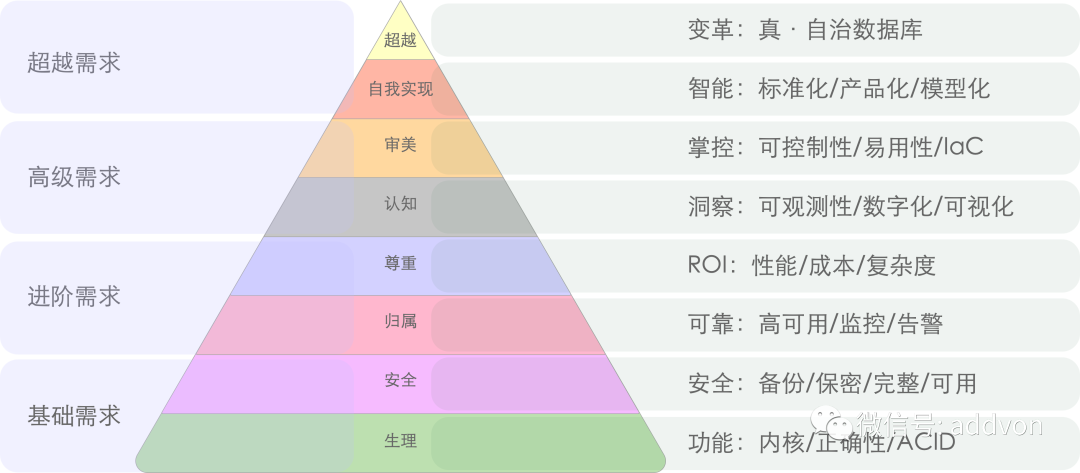 超越需求
超越
变革：真 · 自治数据库
自我实现
智能：标准化/产品化/模型化
高级需求
审美
掌控：可控制性/易用性/IaC
认知
洞察：可观测性/数字化/可视化
进阶需求
尊重
ROI：性能/成本/复杂度
归属
可靠：高可用/监控/告警
基础需求
安全
安全：备份/保密/完整/可用
生理
功能：内核/正确性/ACID
微信号: addvon